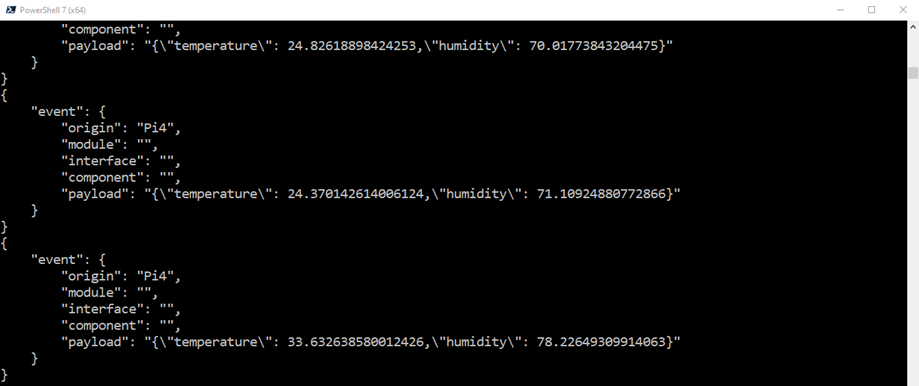 PowerShell 7 (x64)
"component": "",
"payload": "{\"temperature\": 24.82618898424253,\"humidity\": 70.01773843204475}"
}
}
{
"event": {
"origin": "Pi4",
"module": "",
"interface": "",
"component": "",
"payload": "{\"temperature\": 24.370142614006124,\"humidity\": 71.10924880772866}"
}
}
{
"event": {
"origin": "Pi4",
"module": "",
"interface": "",
"component": "",
"payload": "{\"temperature\": 33.632638580012426,\"humidity\": 78.22649309914063}"
}
}